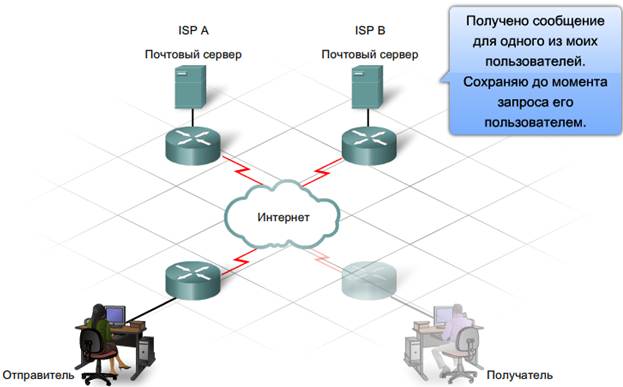 ISP A
Почтовый сервер
ISP B
Почтовый сервер
Получено сообщение
для одного из моих
пользователей.
Сохраняю до момента
запроса его
пользователем.
Интернет
Отправитель
Получатель